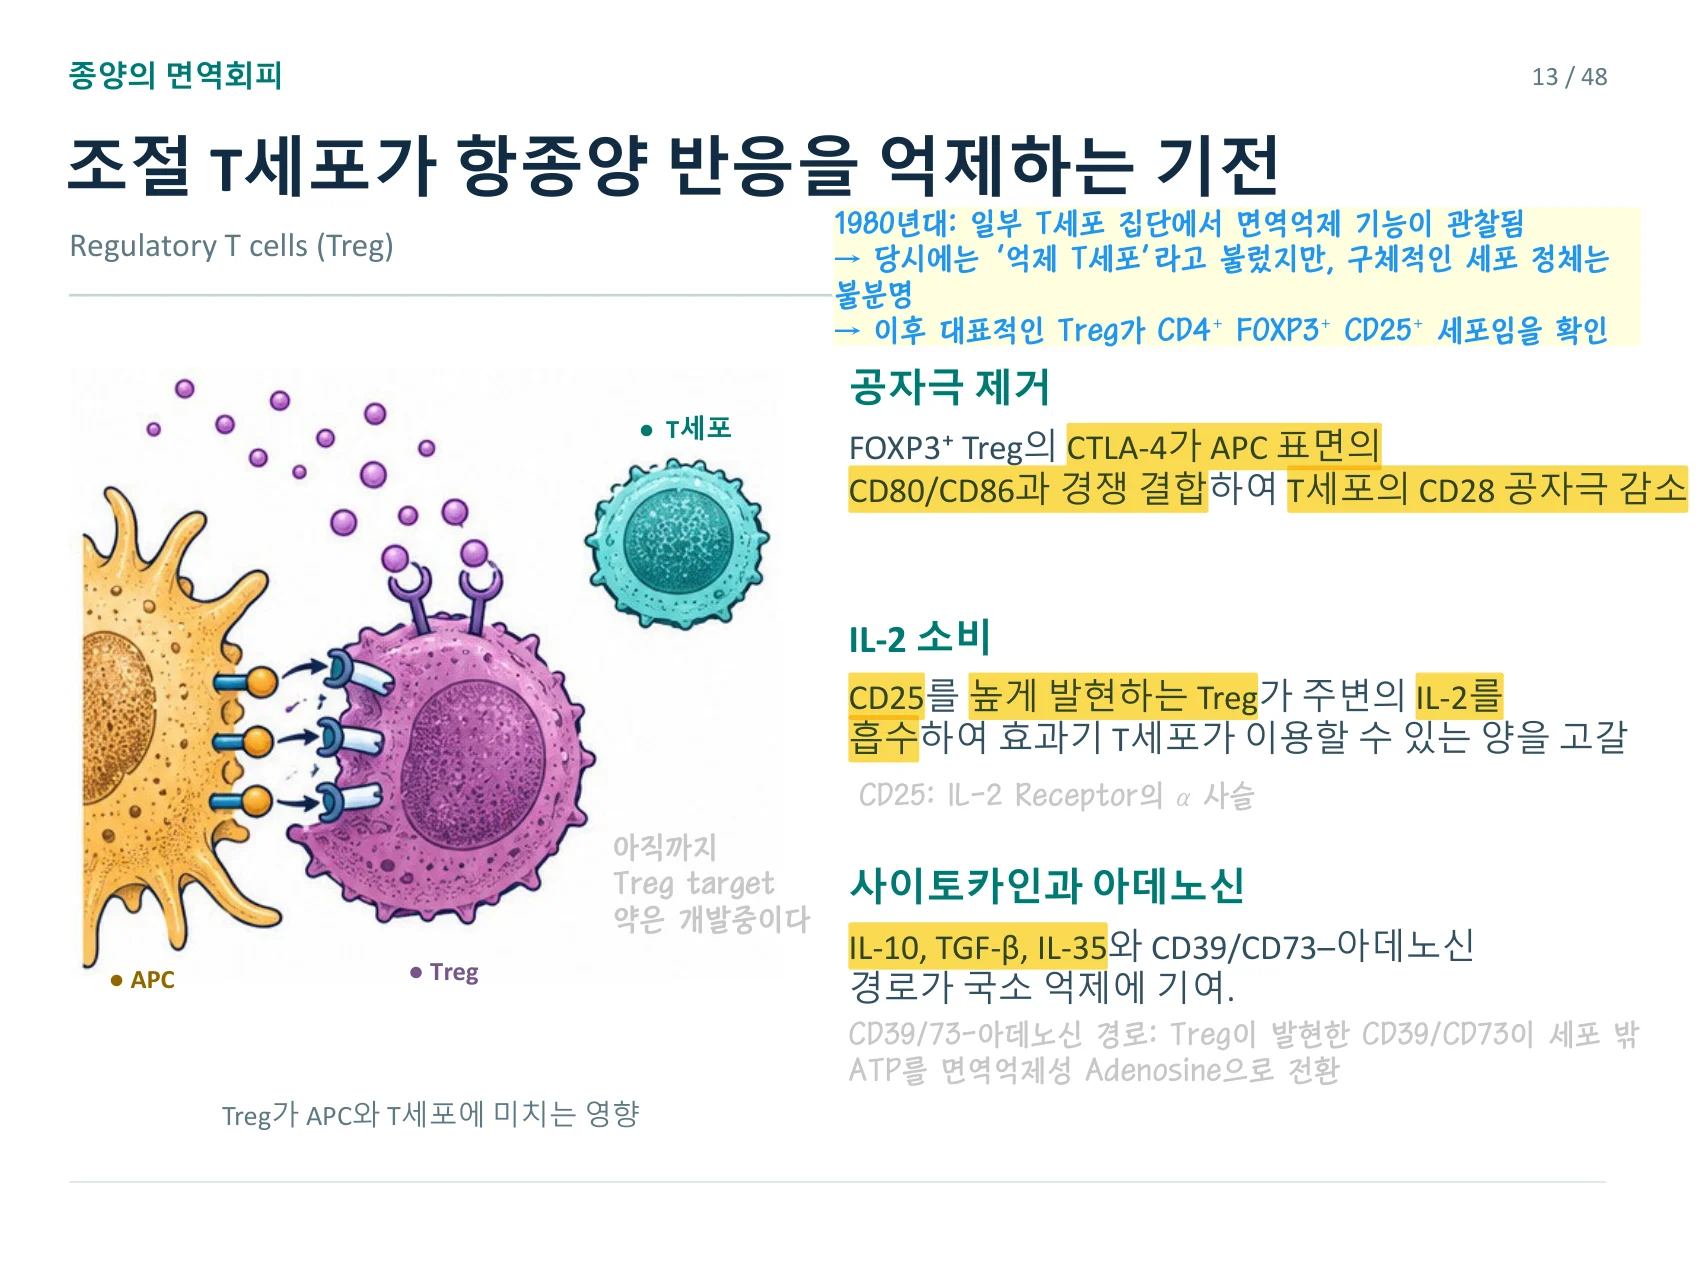 종양의 면역회피
13 / 48
조절 T세포가 항종양 반응을 억제하는 기전
Regulatory T cells (Treg)
1980년대: 일부 T세포 집단에서 면역억제 기능이 관찰됨
→ 당시에는 '억제 T세포'라고 불렀지만, 구체적인 세포 정체는
불분명
→ 이후 대표적인 Treg가 CD4⁺ FOXP3⁺ CD25⁺ 세포임을 확인
● T세포
● APC
● Treg
아직까지
Treg target
약은 개발중이다
Treg가 APC와 T세포에 미치는 영향
공자극 제거
FOXP3⁺ Treg의 CTLA-4가 APC 표면의
CD80/CD86과 경쟁 결합하여 T세포의 CD28 공자극 감소
IL-2 소비
CD25를 높게 발현하는 Treg가 주변의 IL-2를
흡수하여 효과기 T세포가 이용할 수 있는 양을 고갈
CD25: IL-2 Receptor의 α 사슬
사이토카인과 아데노신
IL-10, TGF-β, IL-35와 CD39/CD73–아데노신
경로가 국소 억제에 기여.
CD39/73-아데노신 경로: Treg이 발현한 CD39/CD73이 세포 밖
ATP를 면역억제성 Adenosine으로 전환